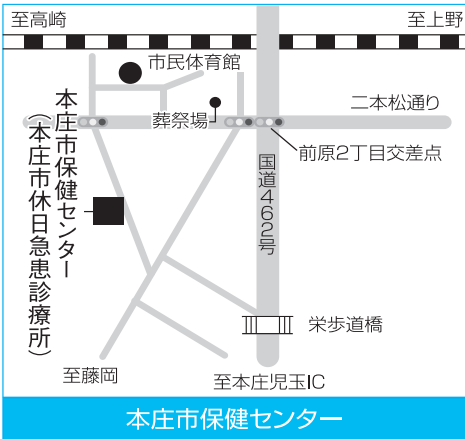 至高崎
至上野
市民体育館
二本松通り
葬祭場
前原2丁目交差点
本庄市保健センター
(本庄市休日急患診療所)
国道462号
栄歩道橋
至藤岡
至本庄児玉IC
本庄市保健センター